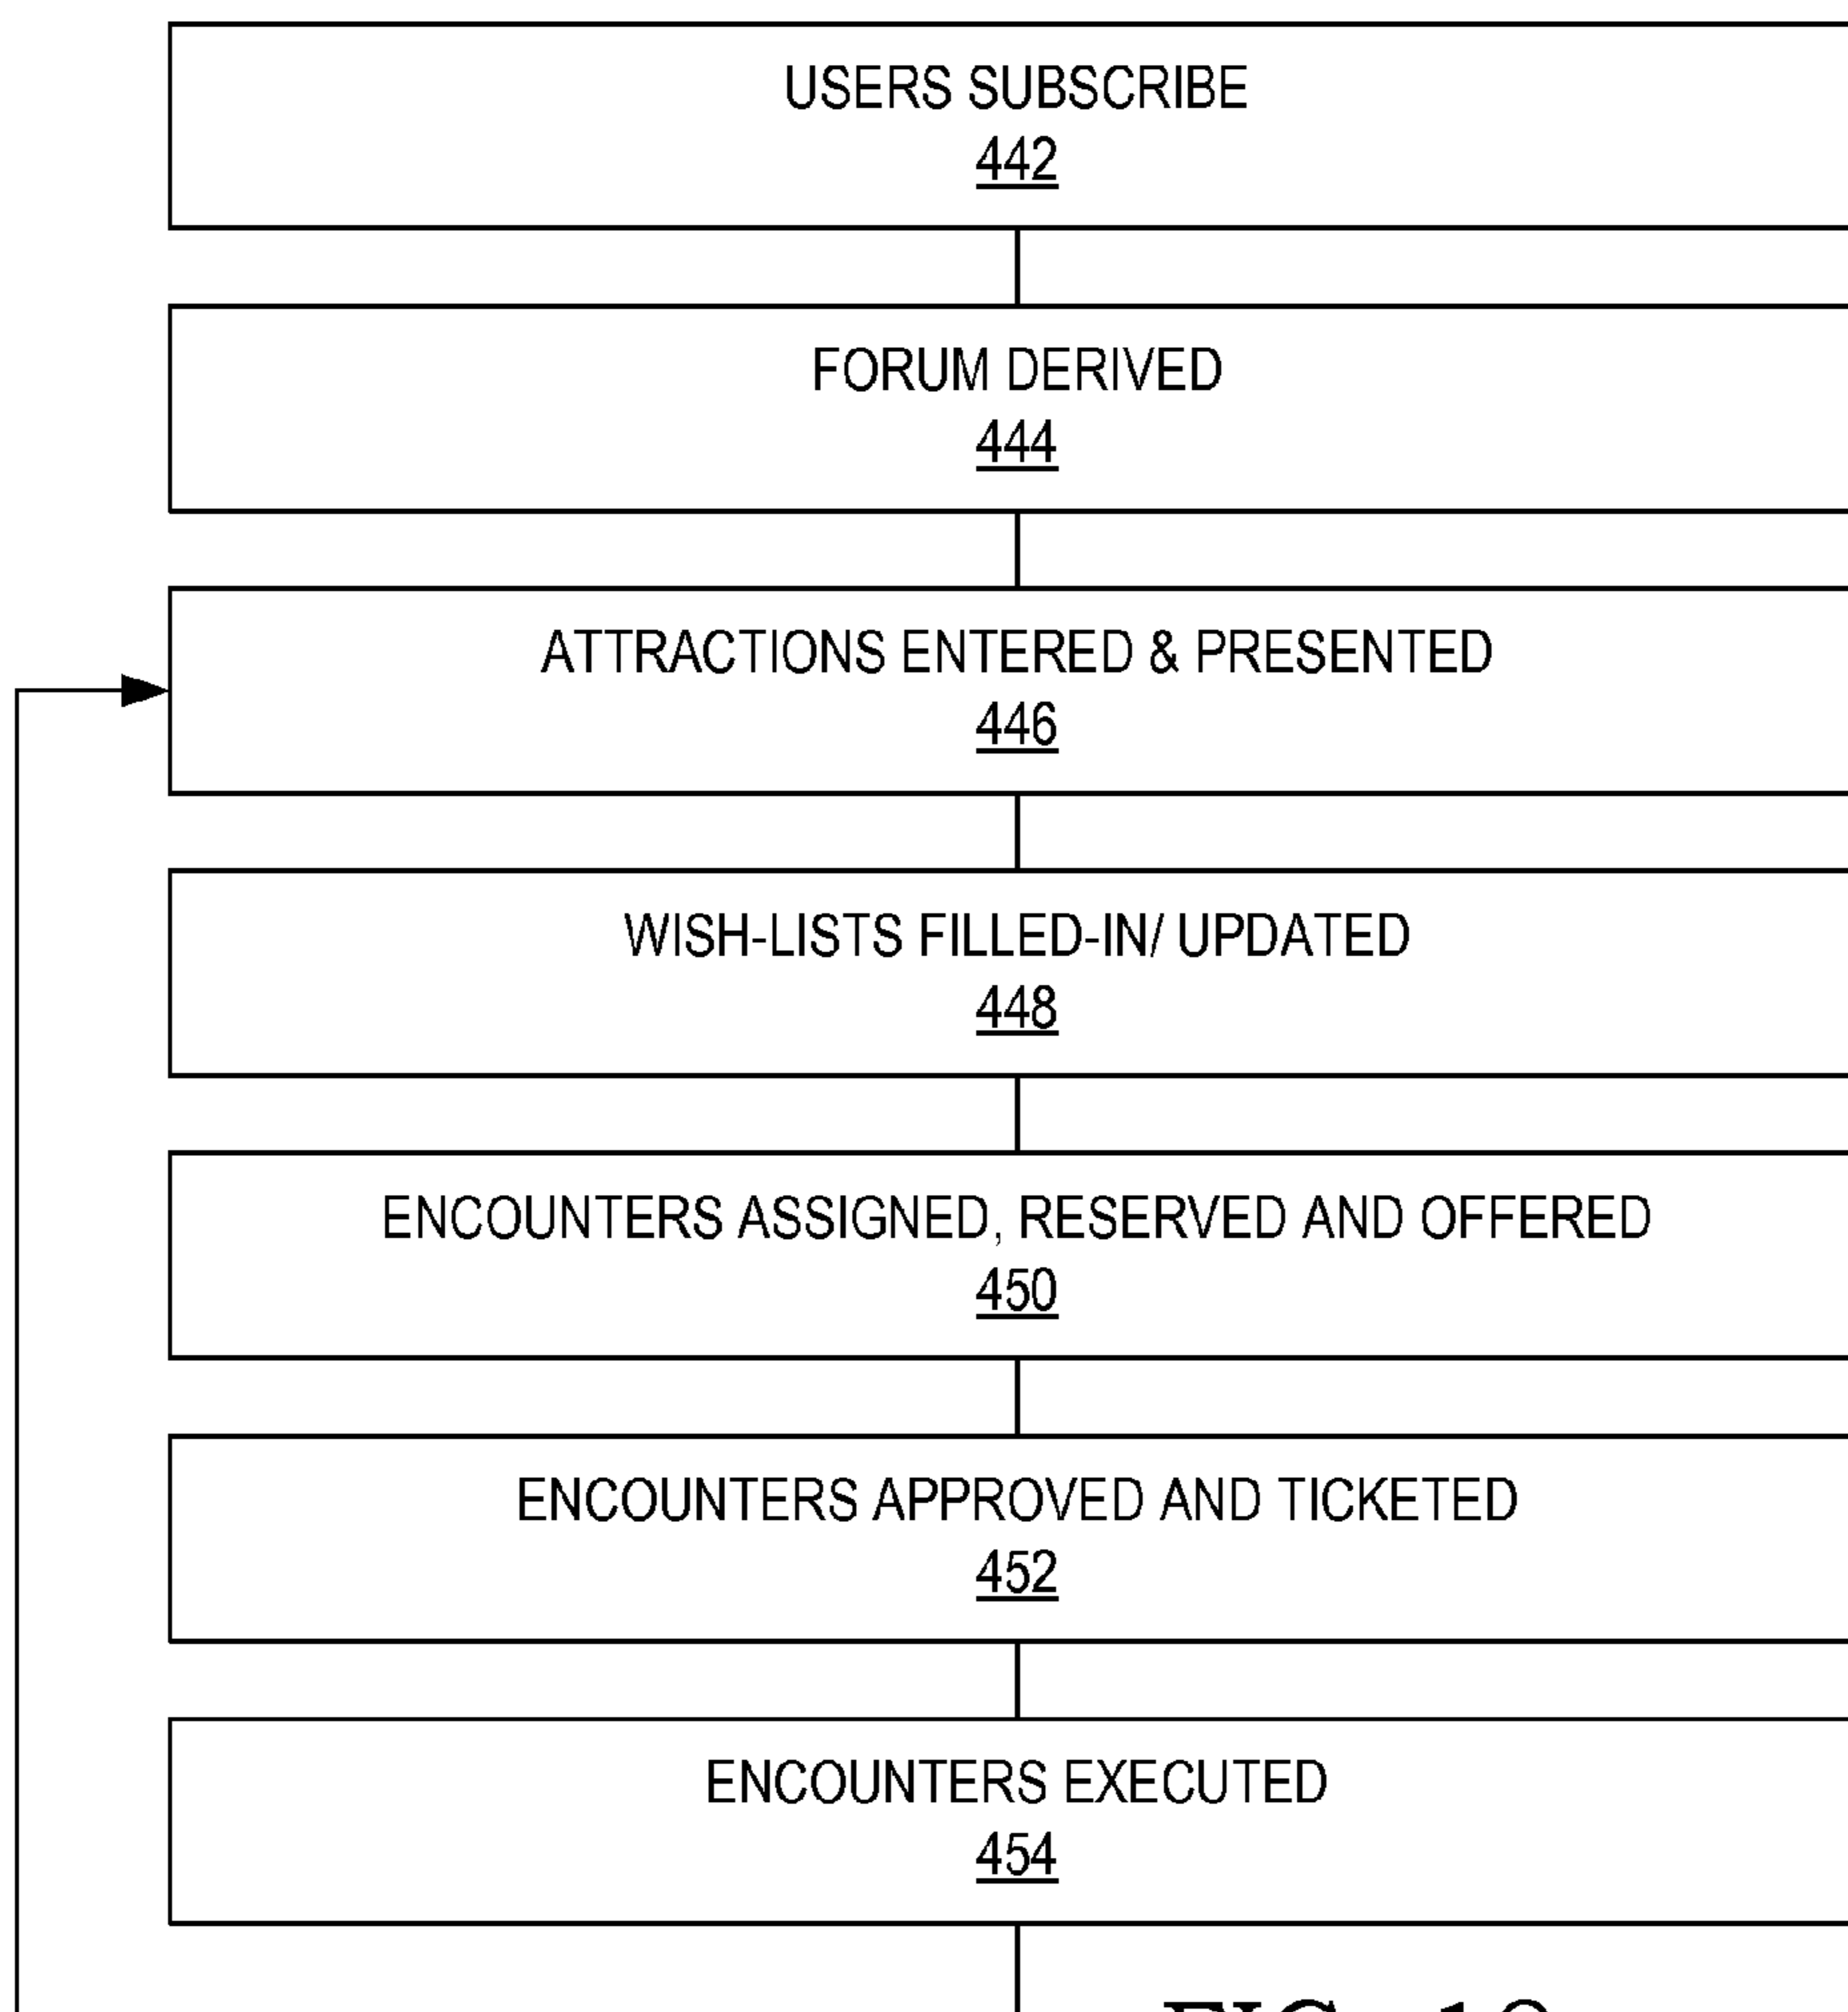 USERS SUBSCRIBE
442
FORUM DERIVED
444
ATTRACTIONS ENTERED & PRESENTED
446
WISH-LISTS FILLED-IN/ UPDATED
448
ENCOUNTERS ASSIGNED, RESERVED AND OFFERED
450
ENCOUNTERS APPROVED AND TICKETED
452
ENCOUNTERS EXECUTED
454